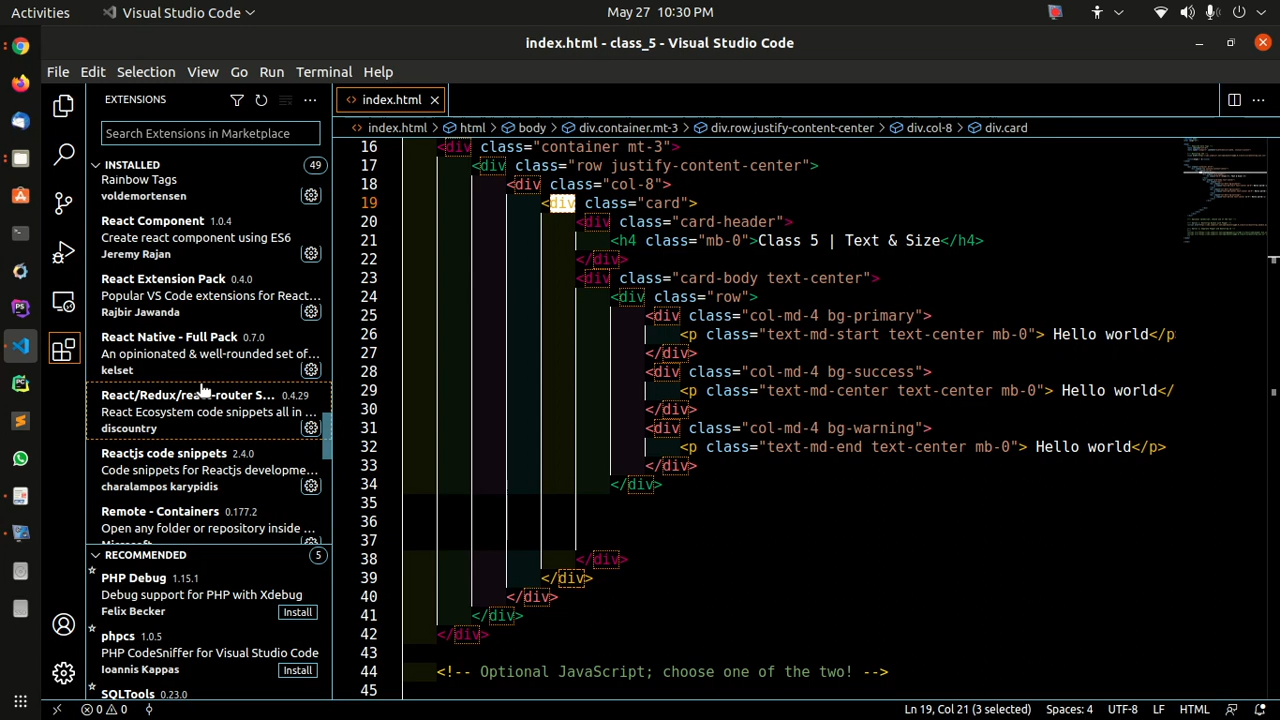 Activities
Visual Studio Code
May 27 10:30 PM
index.html - class_5 - Visual Studio Code
File Edit Selection View Go Run Terminal Help
EXTENSIONS
Search Extensions in Marketplace
INSTALLED 49
Rainbow Tags
voldemortensen
React Component 1.0.4
Create react component using ES6
Jeremy Rajan
React Extension Pack 0.4.0
Popular VS Code extensions for React...
Rajbir Jawanda
React Native - Full Pack 0.7.0
An opinionated & well-rounded set of...
kelset
React/Redux/react-router S... 0.4.29
React Ecosystem code snippets all in ...
discountry
Reactjs code snippets 2.4.0
Code snippets for Reactjs developme...
charalampos karypidis
Remote - Containers 0.177.2
Open any folder or repository inside ...
Microsoft
RECOMMENDED 5
PHP Debug 1.15.1
Debug support for PHP with Xdebug
Felix Becker Install
phpcs 1.0.5
PHP CodeSniffer for Visual Studio Code
Ioannis Kappas Install
SQLTools 0.23.0
index.html
index.html > html > body > div.container.mt-3 > div.row.justify-content-center > div.col-8 > div.card
16 <div class="container mt-3">
17 <div class="row justify-content-center">
18 <div class="col-8">
19 <div class="card">
20 <div class="card-header">
21 <h4 class="mb-0">Class 5 | Text & Size</h4>
22 </div>
23 <div class="card-body text-center">
24 <div class="row">
25 <div class="col-md-4 bg-primary">
26 <p class="text-md-start text-center mb-0"> Hello world</p
27 </div>
28 <div class="col-md-4 bg-success">
29 <p class="text-md-center text-center mb-0"> Hello world</
30 </div>
31 <div class="col-md-4 bg-warning">
32 <p class="text-md-end text-center mb-0"> Hello world</p>
33 </div>
34 </div>
35
36
37
38 </div>
39 </div>
40 </div>
41 </div>
42 </div>
43
44 <!-- Optional JavaScript; choose one of the two! -->
45
0 0 Ln 19, Col 21 (3 selected) Spaces: 4 UTF-8 LF HTML